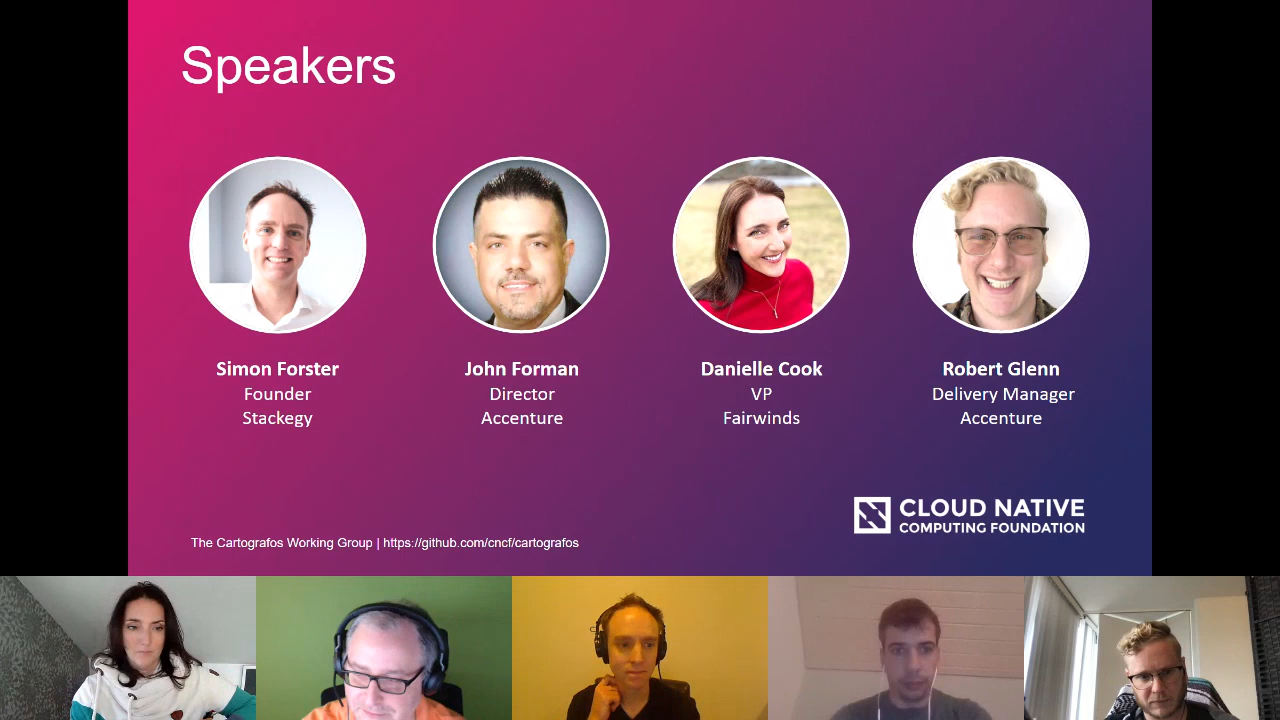 Speakers
Simon Forster
Founder
Stackegy
John Forman
Director
Accenture
Danielle Cook
VP
Fairwinds
Robert Glenn
Delivery Manager
Accenture
CLOUD NATIVE
COMPUTING FOUNDATION
The Cartografos Working Group | https://github.com/cncf/cartografos